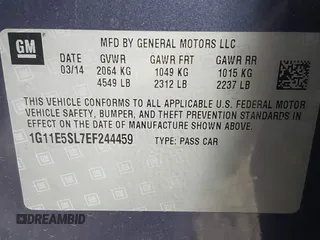 GM
MFD BY GENERAL MOTORS LLC
DATE GVWR GAWR FRT GAWR RR
03/14 2064 KG 1049 KG 1015 KG
4549 LB 2312 LB 2237 LB
THIS VEHICLE CONFORMS TO ALL APPLICABLE U.S. FEDERAL MOTOR
VEHICLE SAFETY, BUMPER, AND THEFT PREVENTION STANDARDS IN
EFFECT ON THE DATE OF MANUFACTURE SHOWN ABOVE.
1G11E5SL7EF244459 TYPE: PASS CAR
AUTOBIDCAR